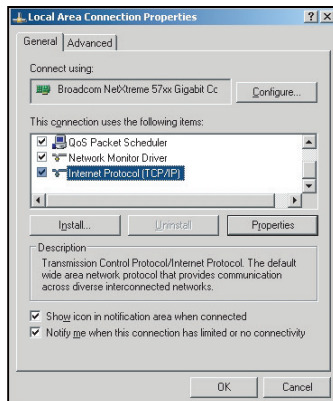 Local Area Connection Properties
General Advanced
Connect using:
Broadcom NetXtreme 57xx Gigabit Cc
Configure...
This connection uses the following items:
QoS Packet Scheduler
Network Monitor Driver
Internet Protocol (TCP/IP)
Install... Uninstall Properties
Description
Transmission Control Protocol/Internet Protocol. The default
wide area network protocol that provides communication
across diverse interconnected networks.
Show icon in notification area when connected
Notify me when this connection has limited or no connectivity
OK Cancel